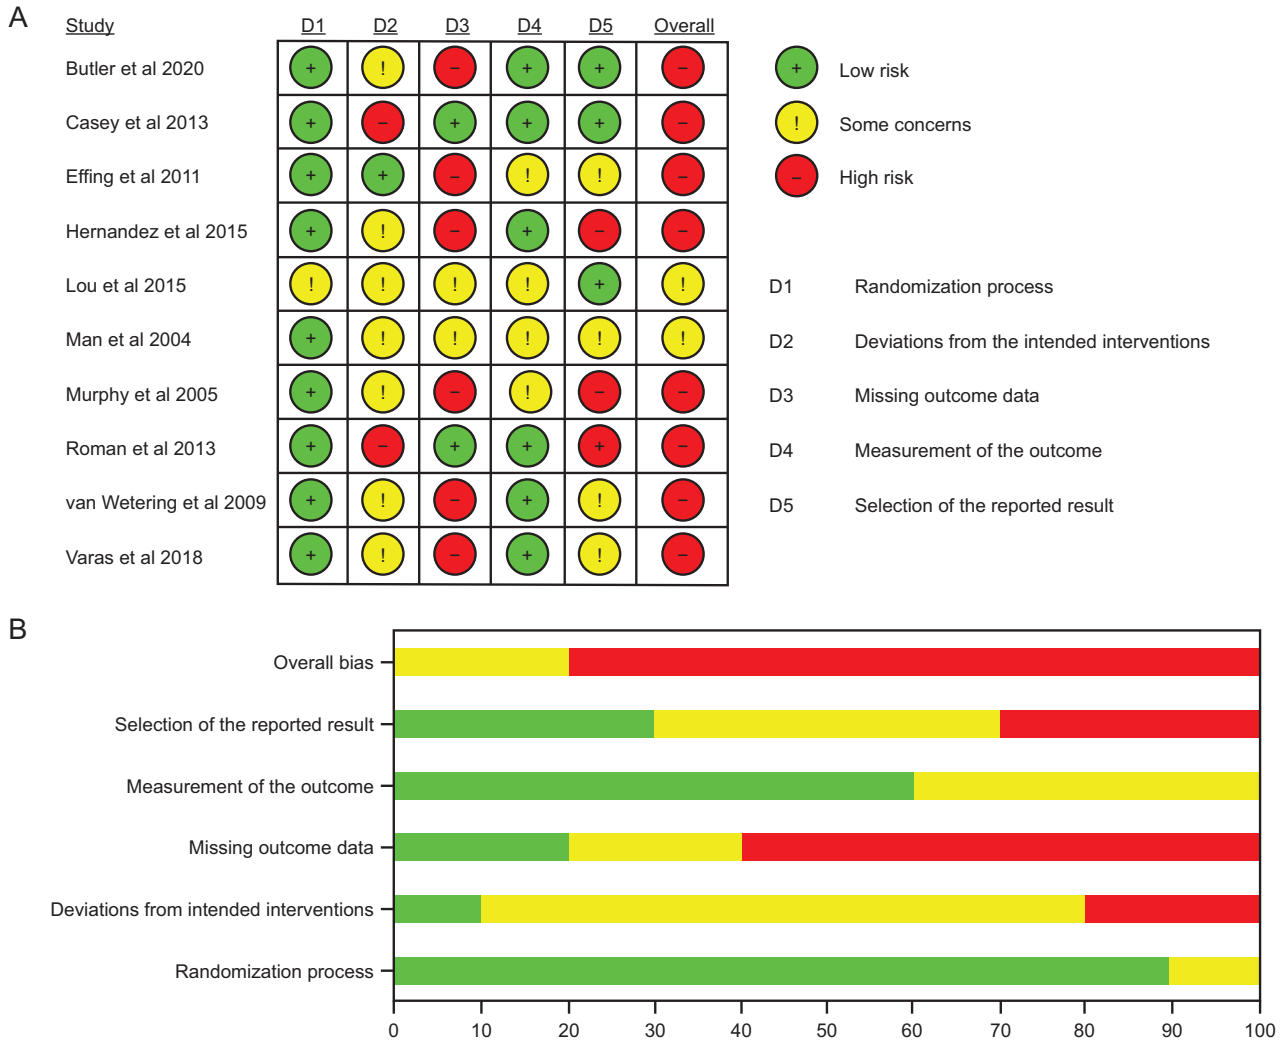 A
Study D1 D2 D3 D4 D5 Overall
Butler et al 2020 + ! – + + –
Casey et al 2013 + – + + + –
Effing et al 2011 + + – ! ! –
Hernandez et al 2015 + ! – + – –
Lou et al 2015 ! ! ! ! + !
Man et al 2004 + ! ! ! ! !
Murphy et al 2005 + ! – ! – –
Roman et al 2013 + – + + + –
van Wetering et al 2009 + ! – + ! –
Varas et al 2018 + ! – + ! –
+ Low risk
! Some concerns
– High risk
D1 Randomization process
D2 Deviations from the intended interventions
D3 Missing outcome data
D4 Measurement of the outcome
D5 Selection of the reported result
B
Overall bias
Selection of the reported result
Measurement of the outcome
Missing outcome data
Deviations from intended interventions
Randomization process
0 10 20 30 40 50 60 70 80 90 100